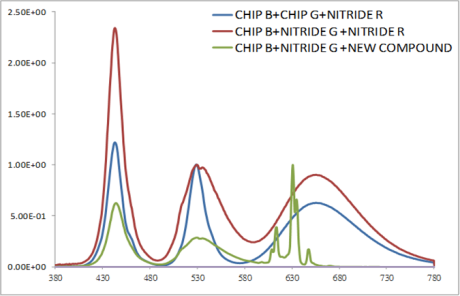 2.50E+00
CHIP B+CHIP G+NITRIDE R
CHIP B+NITRIDE G +NITRIDE R
2.00E+00
CHIP B+NITRIDE G +NEW COMPOUND
1.50E+00
1.00E+00
5.00E-01
0.00E+00
380 430 480 530 580 630 680 730 780